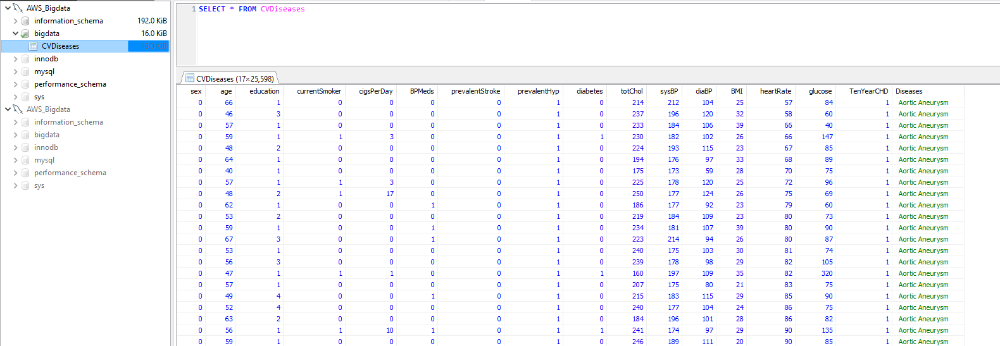 AWS_Bigdata
information_schema 192.0 KiB
bigdata 16.0 KiB
CVDiseases 16.0 KiB
innodb
mysql
performance_schema
sys
AWS_Bigdata
information_schema
bigdata
innodb
mysql
performance_schema
sys
1 SELECT * FROM CVDiseases
CVDiseases (17×25,598)
sex age education currentSmoker cigsPerDay BPMeds prevalentStroke prevalentHyp diabetes totChol sysBP diaBP BMI heartRate glucose TenYearCHD Diseases
0 66 1 0 0 0 0 1 0 214 212 104 25 57 84 1 Aortic Aneurysm
0 46 3 0 0 0 0 1 0 237 196 120 32 58 60 1 Aortic Aneurysm
0 57 1 0 0 0 0 1 0 233 184 106 39 66 40 1 Aortic Aneurysm
0 59 1 1 3 0 0 1 1 230 182 102 26 66 147 1 Aortic Aneurysm
0 48 2 0 0 0 0 1 0 224 193 115 23 67 85 1 Aortic Aneurysm
0 64 1 0 0 0 0 1 0 194 176 97 33 68 89 1 Aortic Aneurysm
0 40 1 0 0 0 0 1 0 175 173 59 28 70 75 1 Aortic Aneurysm
0 57 1 1 3 0 0 1 0 225 178 120 25 72 96 1 Aortic Aneurysm
0 48 2 1 17 0 0 1 0 250 177 124 26 75 69 1 Aortic Aneurysm
0 62 1 0 0 1 0 1 0 186 177 92 23 79 60 1 Aortic Aneurysm
0 53 2 0 0 0 0 1 0 219 184 109 23 80 73 1 Aortic Aneurysm
0 59 1 0 0 1 0 1 0 234 181 107 39 80 90 1 Aortic Aneurysm
0 67 3 0 0 1 0 1 0 223 214 94 26 80 87 1 Aortic Aneurysm
0 53 1 0 0 0 0 1 0 240 175 103 30 81 74 1 Aortic Aneurysm
0 56 3 0 0 0 0 1 0 239 178 98 29 82 105 1 Aortic Aneurysm
0 47 1 1 1 0 0 1 1 160 197 109 35 82 320 1 Aortic Aneurysm
0 57 1 0 0 0 0 1 0 207 175 80 21 83 75 1 Aortic Aneurysm
0 49 4 0 0 1 0 1 0 215 183 115 29 85 90 1 Aortic Aneurysm
0 52 4 0 0 0 0 1 0 240 177 104 24 86 75 1 Aortic Aneurysm
0 63 2 0 0 0 0 1 0 184 196 101 28 86 82 1 Aortic Aneurysm
0 56 1 1 10 1 0 1 1 241 174 97 29 90 135 1 Aortic Aneurysm
0 59 1 0 0 0 0 1 0 246 189 111 20 90 85 1 Aortic Aneurysm